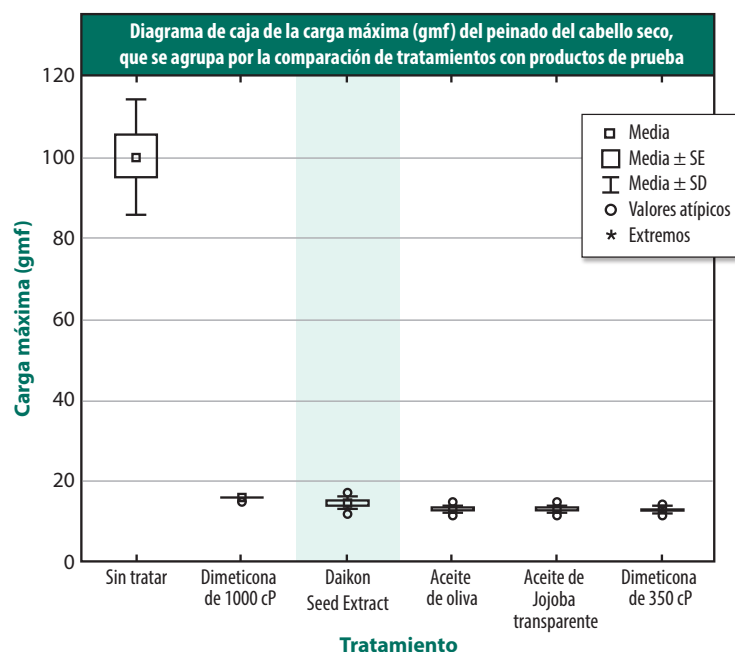 Diagrama de caja de la carga máxima (gmf) del peinado del cabello seco,
que se agrupa por la comparación de tratamientos con productos de prueba
Carga máxima (gmf)
120
100
80
60
40
20
0
Media
Media ± SE
Media ± SD
Valores atípicos
Extremos
Sin tratar
Dimeticona
de 1000 cP
Daikon
Seed Extract
Aceite
de oliva
Aceite de
Jojoba
transparente
Dimeticona
de 350 cP
Tratamiento